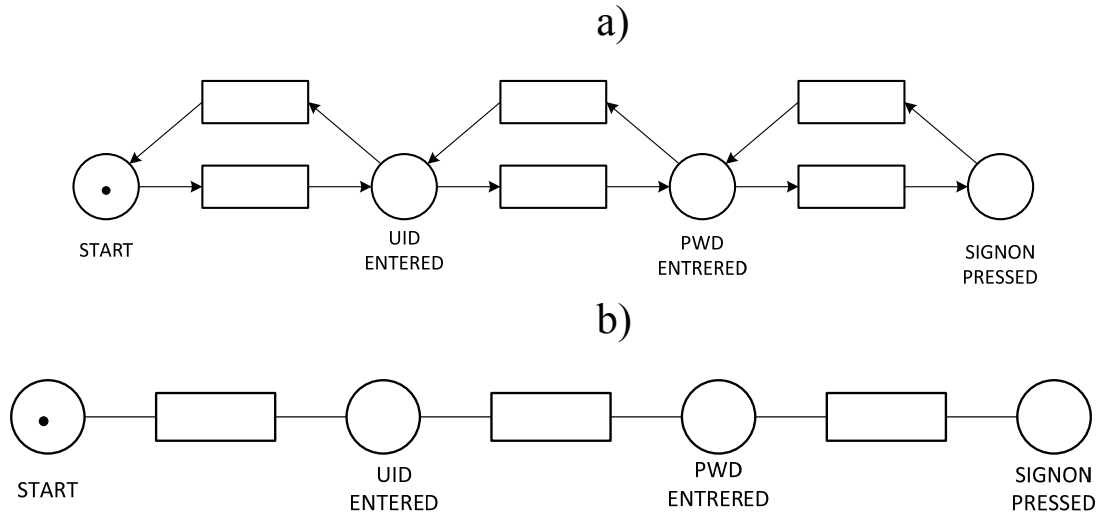 a)
START
UID
ENTERED
PWD
ENTRERED
SIGNON
PRESSED
b)
START
UID
ENTERED
PWD
ENTRERED
SIGNON
PRESSED